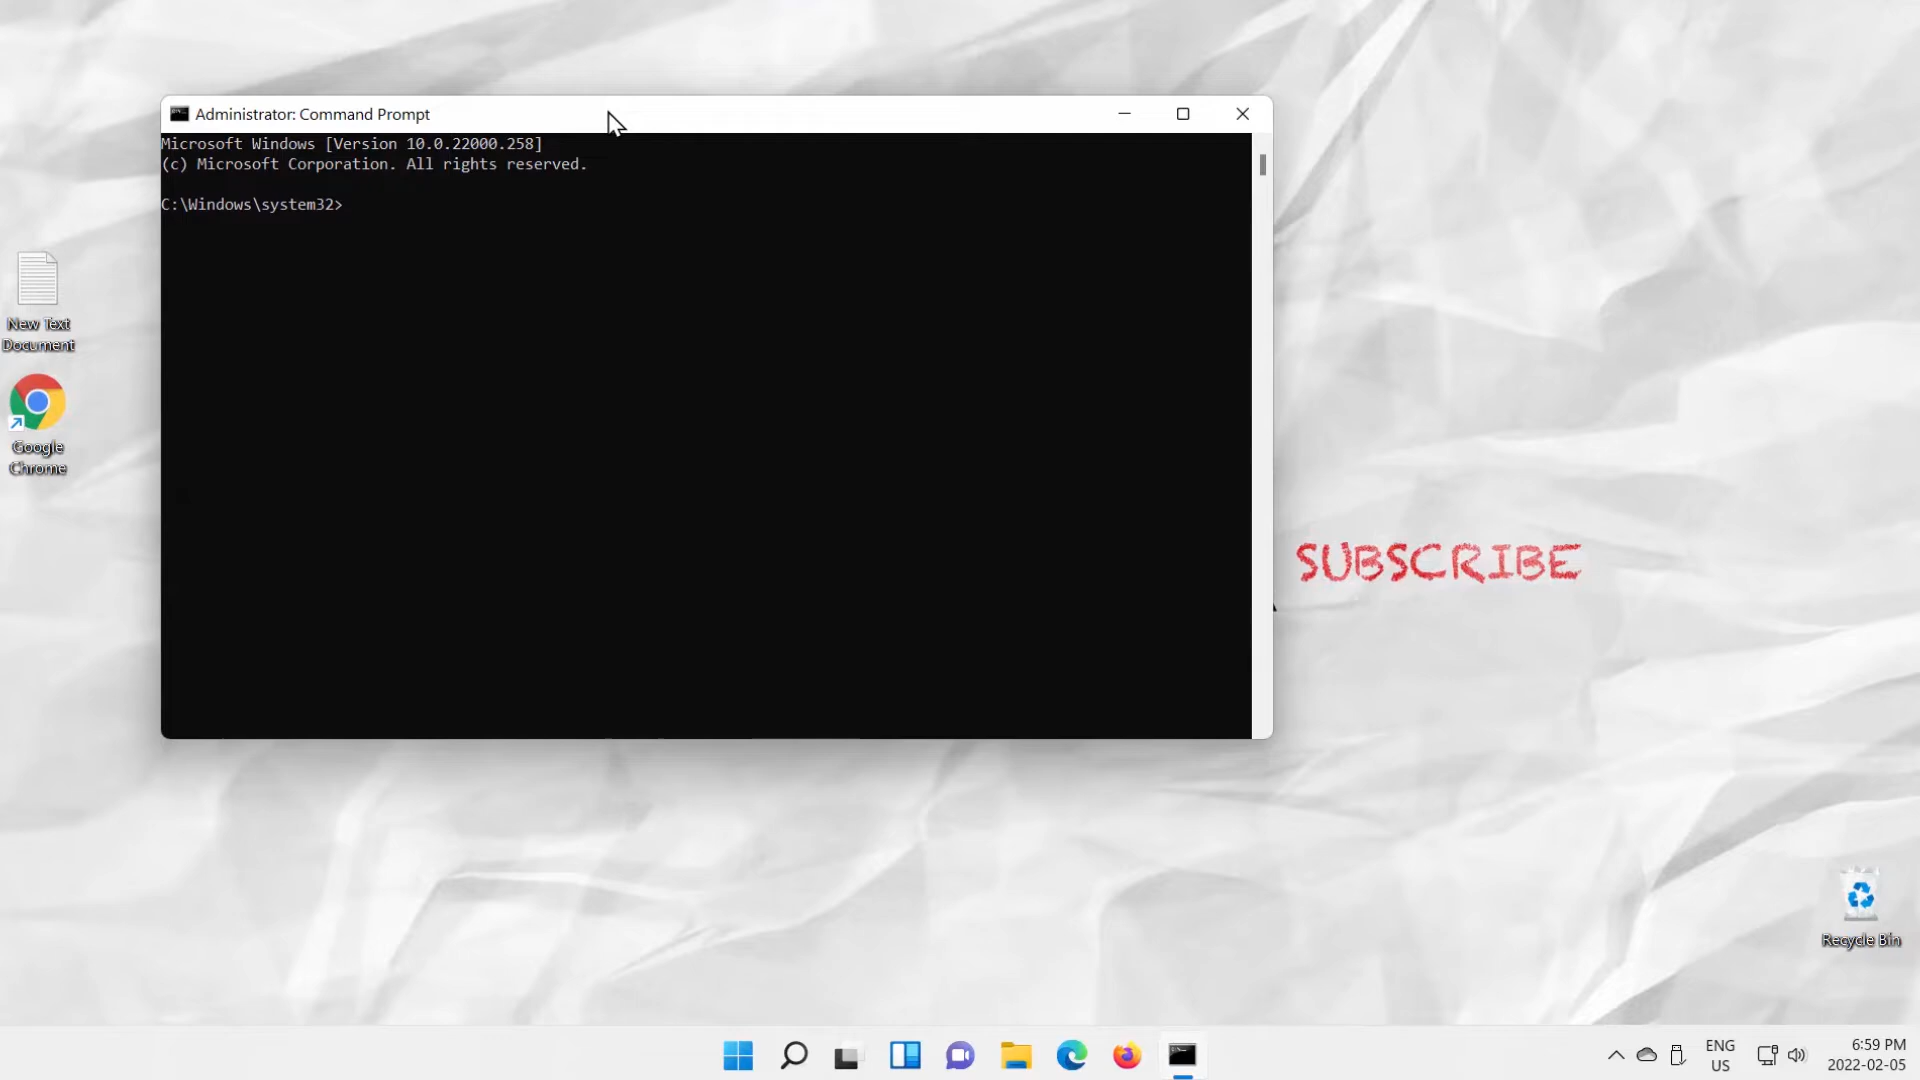 Administrator: Command Prompt
Microsoft Windows [Version 10.0.22000.258]
(c) Microsoft Corporation. All rights reserved.
C:\Windows\system32>
New Text
Document
Google
Chrome
SUBSCRIBE
Recycle Bin
ENG
US
6:59 PM
2022-02-05